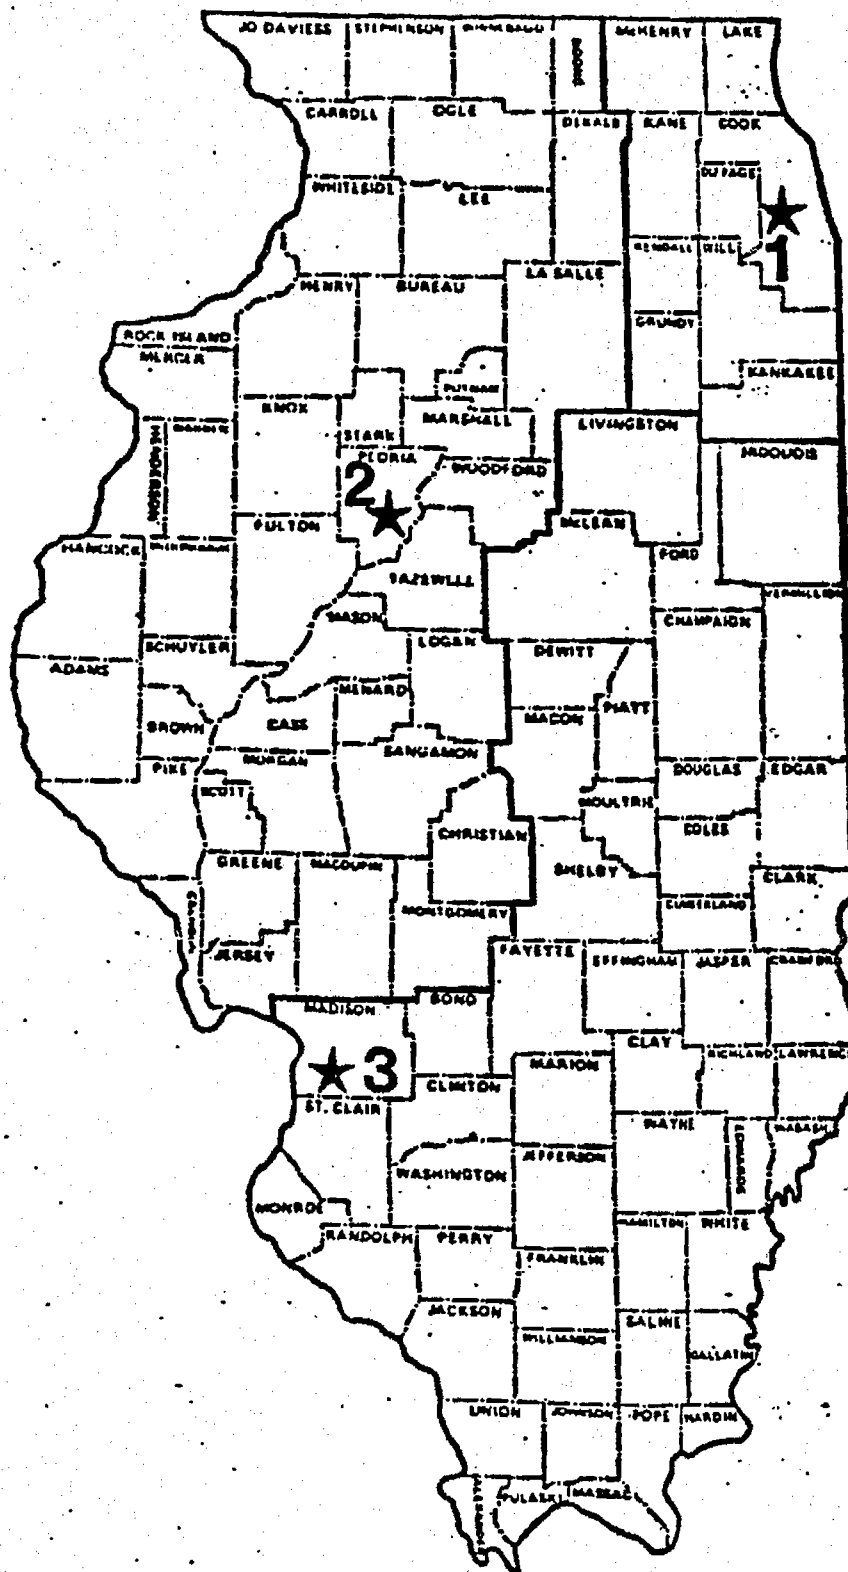 JO DAVIESS STEPHENSON WINNEBAGO BOONE McHENRY LAKE
CARROLL OGLE DEKALB KANE COOK
DU PAGE
WHITESIDE LEE
KENDALL WILL
1
LA SALLE
HENRY BUREAU
GRUNDY
ROCK ISLAND
MERCER
KANKAKEE
PUTNAM
KNOX
MARSHALL
LIVINGSTON
HENDERSON
STARK
PEORIA
WOODFORD
2
FULTON
McLEAN
HANCOCK
FORD
TAZEWELL
MASON
CHAMPAIGN
SCHUYLER
LOGAN
DEWITT
ADAMS
MENARD
PIATT
BROWN
CASS
MACON
SANGAMON
PIKE
MORGAN
DOUGLAS EDGAR
SCOTT
MOULTRIE
CHRISTIAN
COLES
GREENE MACOUPIN
SHELBY
CLARK
CUMBERLAND
CALHOUN
MONTGOMERY
JERSEY
FAYETTE
EFFINGHAM JASPER CRAWFORD
MADISON
BOND
CLAY
RICHLAND LAWRENCE
3
MARION
CLINTON
ST. CLAIR
WAYNE
EDWARDS
WABASH
JEFFERSON
WASHINGTON
MONROE
HAMILTON WHITE
RANDOLPH PERRY
FRANKLIN
JACKSON
SALINE
WILLIAMSON
GALLATIN
UNION
JOHNSON
POPE
HARDIN
PULASKI
MASSAC